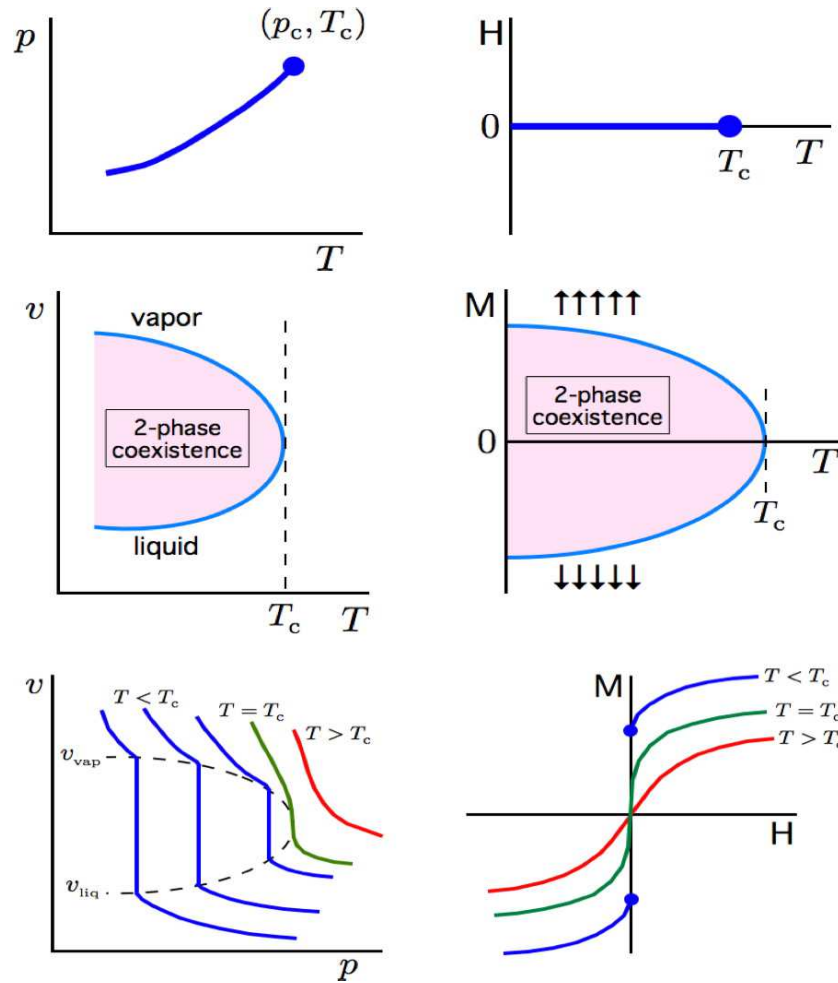 p
(p_c, T_c)
T
H
0
T_c
T
v
vapor
2-phase
coexistence
liquid
T_c
T
M
↑↑↑↑↑
2-phase
coexistence
0
T
T_c
↓↓↓↓↓
v
T < T_c
T = T_c
T > T_c
v_vap
v_liq
p
M
T < T_c
T = T_c
T > T
H